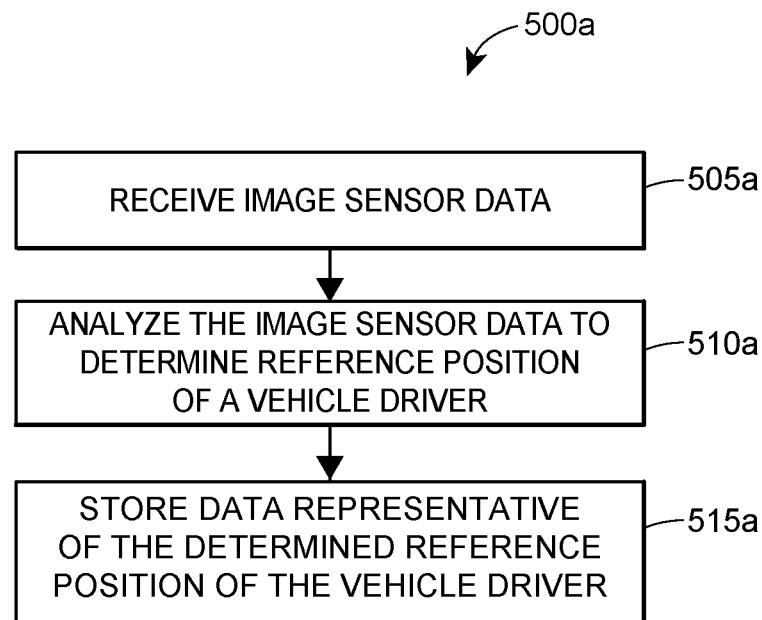 500a
RECEIVE IMAGE SENSOR DATA
505a
ANALYZE THE IMAGE SENSOR DATA TO
DETERMINE REFERENCE POSITION
OF A VEHICLE DRIVER
510a
STORE DATA REPRESENTATIVE
OF THE DETERMINED REFERENCE
POSITION OF THE VEHICLE DRIVER
515a